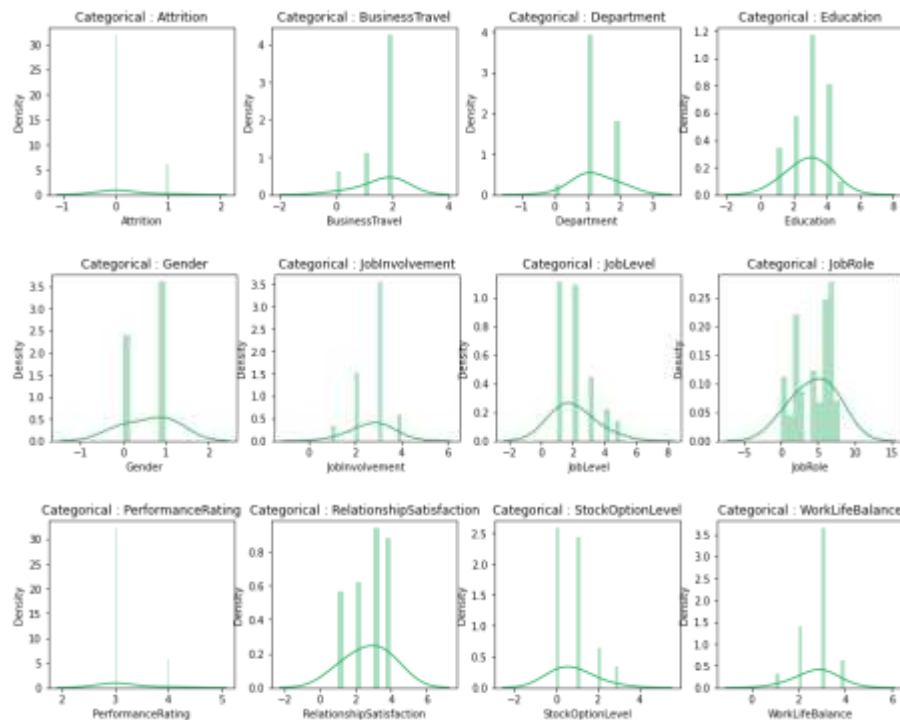 Categorical : Attrition Categorical : BusinessTravel Categorical : Department Categorical : Education
Density
30
25
20
15
10
5
0
−1 0 1 2
Attrition
Density
4
3
2
1
0
−2 0 2 4
BusinessTravel
Density
4
3
2
1
0
−1 0 1 2 3
Department
Density
1.2
1.0
0.8
0.6
0.4
0.2
0.0
−2 0 2 4 6 8
Education
Categorical : Gender Categorical : JobInvolvement Categorical : JobLevel Categorical : JobRole
Density
3.5
3.0
2.5
2.0
1.5
1.0
0.5
0.0
−1 0 1 2
Gender
Density
3.5
3.0
2.5
2.0
1.5
1.0
0.5
0.0
0 2 4 6
JobInvolvement
Density
1.0
0.8
0.6
0.4
0.2
0.0
−2 0 2 4 6 8
JobLevel
Density
0.25
0.20
0.15
0.10
0.05
0.00
−5 0 5 10 15
JobRole
Categorical : PerformanceRating Categorical : RelationshipSatisfaction Categorical : StockOptionLevel Categorical : WorkLifeBalance
Density
30
25
20
15
10
5
0
2 3 4 5
PerformanceRating
Density
0.8
0.6
0.4
0.2
0.0
−2 0 2 4 6
RelationshipSatisfaction
Density
2.5
2.0
1.5
1.0
0.5
0.0
−2 0 2 4
StockOptionLevel
Density
3.5
3.0
2.5
2.0
1.5
1.0
0.5
0.0
0 2 4 6
WorkLifeBalance